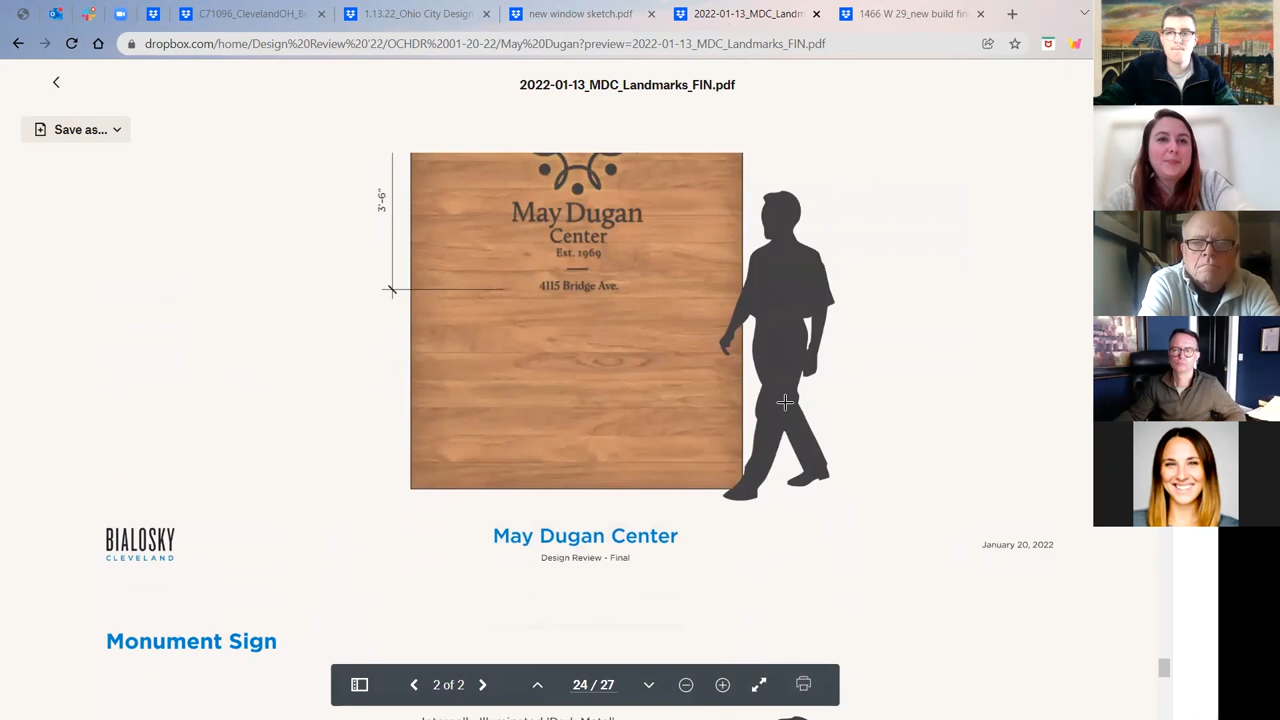 C71096_ClevelandOH_B
1.13.22_Ohio City Design
new window sketch.pdf
2022-01-13_MDC_Landm
1466 W 29_new build fin
dropbox.com/home/Design%20Review%20'22/OCHDR%2001-20-22/May%20Dugan?preview=2022-01-13_MDC_Landmarks_FIN.pdf
2022-01-13_MDC_Landmarks_FIN.pdf
Save as...
3'-6"
May Dugan
Center
Est. 1969
4115 Bridge Ave.
BIALOSKY
CLEVELAND
May Dugan Center
Design Review - Final
January 20, 2022
Monument Sign
2 of 2
24 / 27